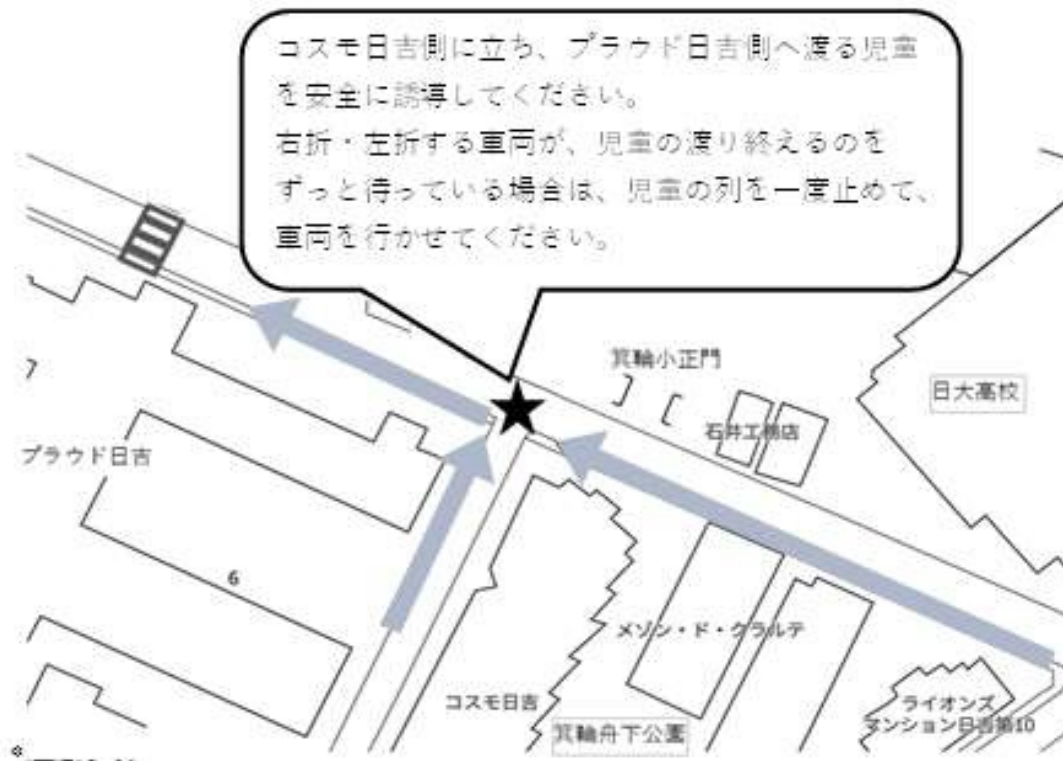 コスモ日吉側に立ち、プラウド日吉側へ渡る児童
を安全に誘導してください。
右折・左折する車両が、児童の渡り終えるのを
ずっと待っている場合は、児童の列を一度止めて、
車両を行かせてください。
箕輪小正門
日大高校
石井工務店
7
プラウド日吉
6
メゾン・ド・クラルテ
コスモ日吉
箕輪舟下公園
ライオンズ
マンション日吉第10